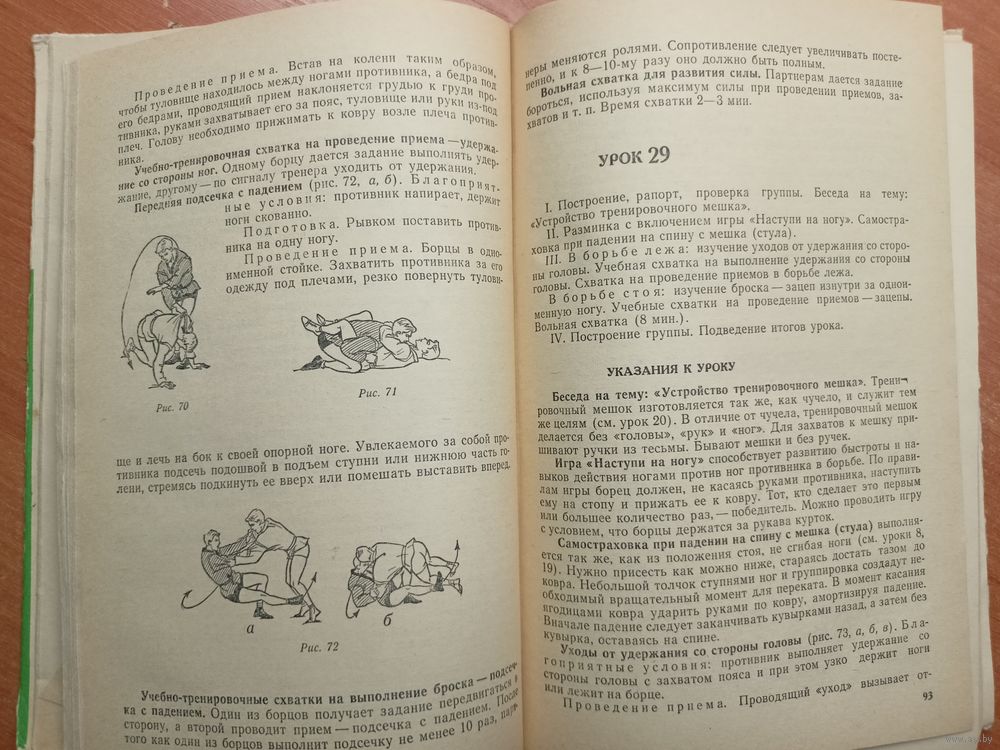 Проведение приема. Встав на колени таким образом,
чтобы туловище находилось между ногами противника, а бедра под
его бедрами, проводящий прием наклоняется грудью к груди про-
тивника, руками захватывает его за пояс, туловище или руки из-под
плеч. Голову необходимо прижимать к ковру возле плеча против-
ника.
Учебно-тренировочная схватка на проведение приема — удержа-
ние со стороны ног. Одному борцу дается задание выполнять удер-
жание, другому — по сигналу тренера уходить от удержания.
Передняя подсечка с падением (рис. 72, а, б). Благоприят-
ные условия: противник напирает, держит
ноги скованно.
Подготовка. Рывком поставить против-
ника на одну ногу.
Проведение приема. Борцы в одно-
именной стойке. Захватить противника за его
одежду под плечами, резко повернуть тулови-
Рис. 70
Рис. 71
ще и лечь на бок к своей опорной ноге. Увлекаемого за собой про-
тивника подсечь подошвой в подъем ступни или нижнюю часть го-
лени, стремясь подкинуть ее вверх или помешать выставить вперед.
а
б
Рис. 72
Учебно-тренировочные схватки на выполнение броска — подсеч-
ка с падением. Один из борцов получает задание передвигаться в
сторону, а второй проводит прием — подсечка с падением. После
того как один из борцов выполнит подсечку не менее 10 раз, парт-
неры меняются ролями. Сопротивление следует увеличивать посте-
пенно, и к 8—10-му разу оно должно быть полным.
Вольная схватка для развития силы. Партнерам дается задание
бороться, используя максимум силы при проведении приемов, за-
хватов и т. п. Время схватки 2—3 мин.
УРОК 29
I. Построение, рапорт, проверка группы. Беседа на тему:
«Устройство тренировочного мешка».
II. Разминка с включением игры «Наступи на ногу». Самостра-
ховка при падении на спину с мешка (стула).
III. В борьбе лежа: изучение уходов от удержания со сторо-
ны головы. Учебная схватка на выполнение удержания со стороны
головы. Схватка на проведение приемов в борьбе лежа.
В борьбе стоя: изучение броска — зацеп изнутри за однои-
менную ногу. Учебные схватки на проведение приемов — зацепы.
Вольная схватка (8 мин.).
IV. Построение группы. Подведение итогов урока.
УКАЗАНИЯ К УРОКУ
Беседа на тему: «Устройство тренировочного мешка». Трени-
ровочный мешок изготовляется так же, как чучело, и служит тем
же целям (см. урок 20). В отличие от чучела, тренировочный мешок
делается без «головы», «рук» и «ног». Для захватов к мешку при-
шивают ручки из тесьмы. Бывают мешки и без ручек.
Игра «Наступи на ногу» способствует развитию быстроты и на-
выков действия ногами против ног противника в борьбе. По прави-
лам игры борец должен, не касаясь руками противника, наступить
ему на стопу и прижать ее к ковру. Тот, кто сделает это первым
или большее количество раз, — победитель. Можно проводить игру
с условием, что борцы держатся за рукава курток.
Самостраховка при падении на спину с мешка (стула) выполня-
ется так же, как из положения стоя, не сгибая ноги (см. уроки 8,
19). Нужно присесть как можно ниже, стараясь достать тазом до
ковра. Небольшой толчок ступнями ног и группировка создадут не-
обходимый вращательный момент для переката. В момент касания
ягодицами ковра ударить руками по ковру, амортизируя падение.
Вначале падение следует заканчивать кувырками назад, а затем без
кувырка, оставаясь на спине.
Уходы от удержания со стороны головы (рис. 73, а, б, в). Бла-
гоприятные условия: противник выполняет удержание со
стороны головы с захватом пояса и при этом узко держит ноги
или лежит на борце.
Проведение приема. Проводящий «уход» вызывает от-
93